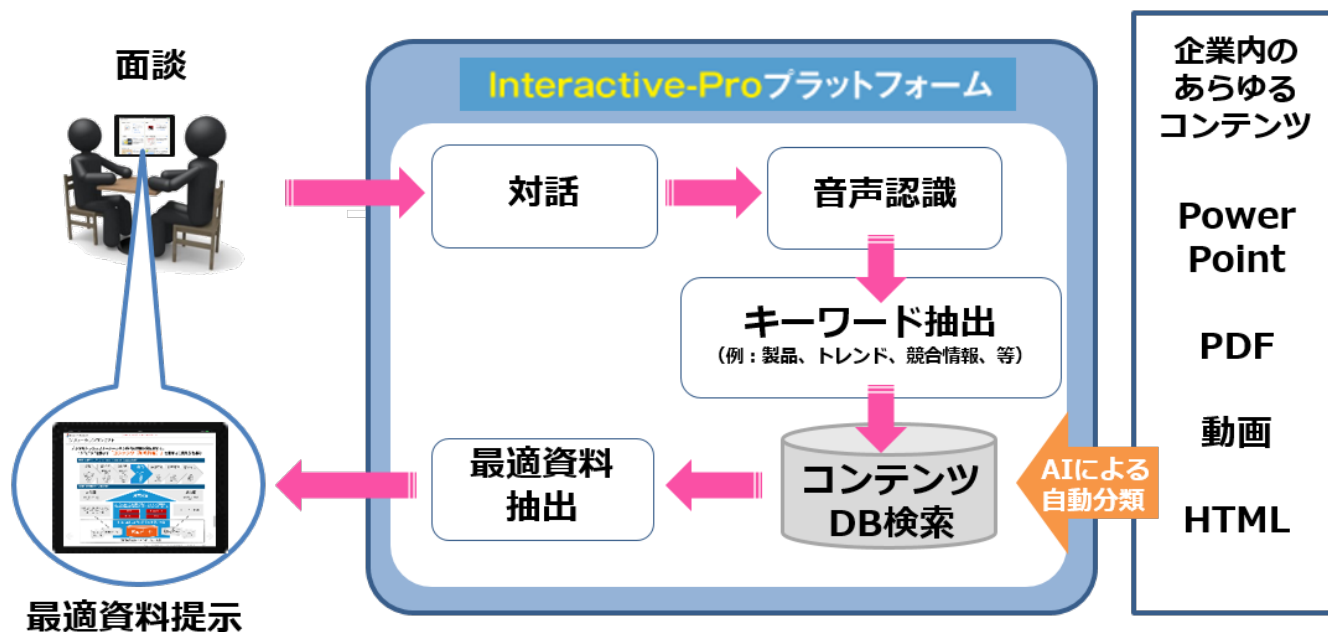 面談
Interactive-Proプラットフォーム
対話
音声認識
キーワード抽出
（例：製品、トレンド、競合情報、等）
コンテンツ
DB検索
最適資料
抽出
最適資料提示
AIによる
自動分類
企業内の
あらゆる
コンテンツ
Power
Point
PDF
動画
HTML